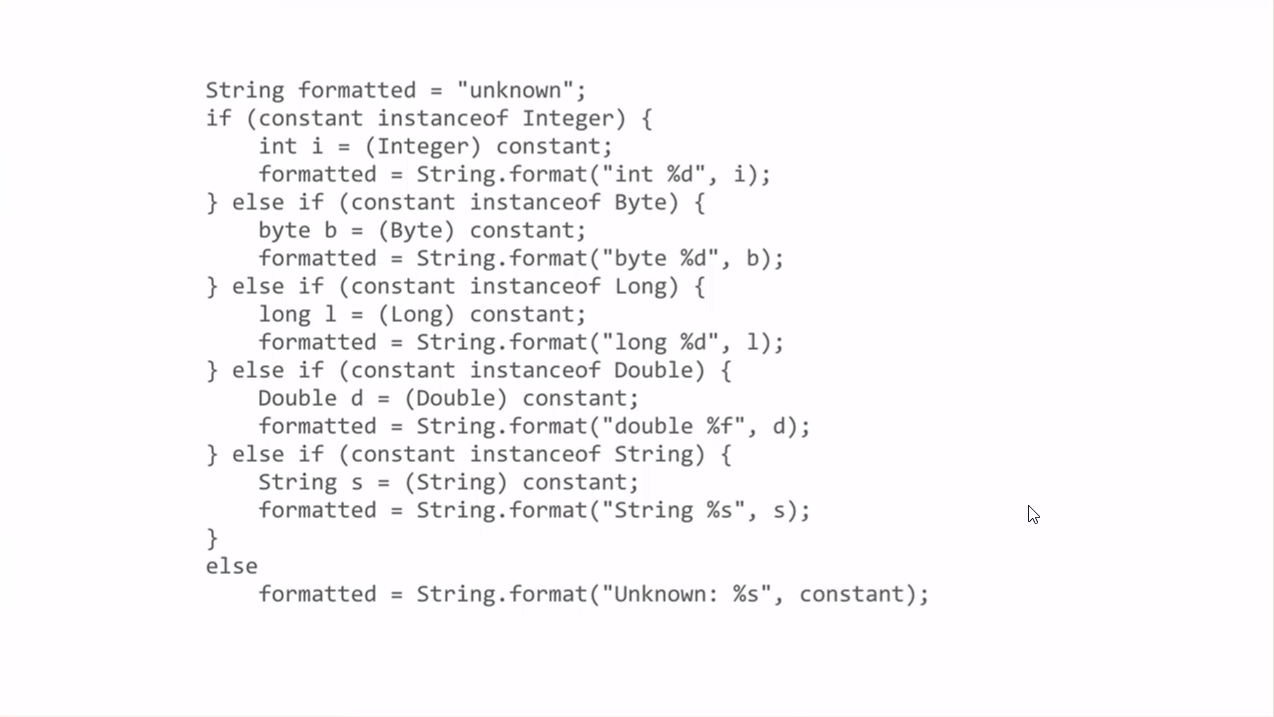 String formatted = "unknown";
if (constant instanceof Integer) {
    int i = (Integer) constant;
    formatted = String.format("int %d", i);
} else if (constant instanceof Byte) {
    byte b = (Byte) constant;
    formatted = String.format("byte %d", b);
} else if (constant instanceof Long) {
    long l = (Long) constant;
    formatted = String.format("long %d", l);
} else if (constant instanceof Double) {
    Double d = (Double) constant;
    formatted = String.format("double %f", d);
} else if (constant instanceof String) {
    String s = (String) constant;
    formatted = String.format("String %s", s);
}
else
    formatted = String.format("Unknown: %s", constant);